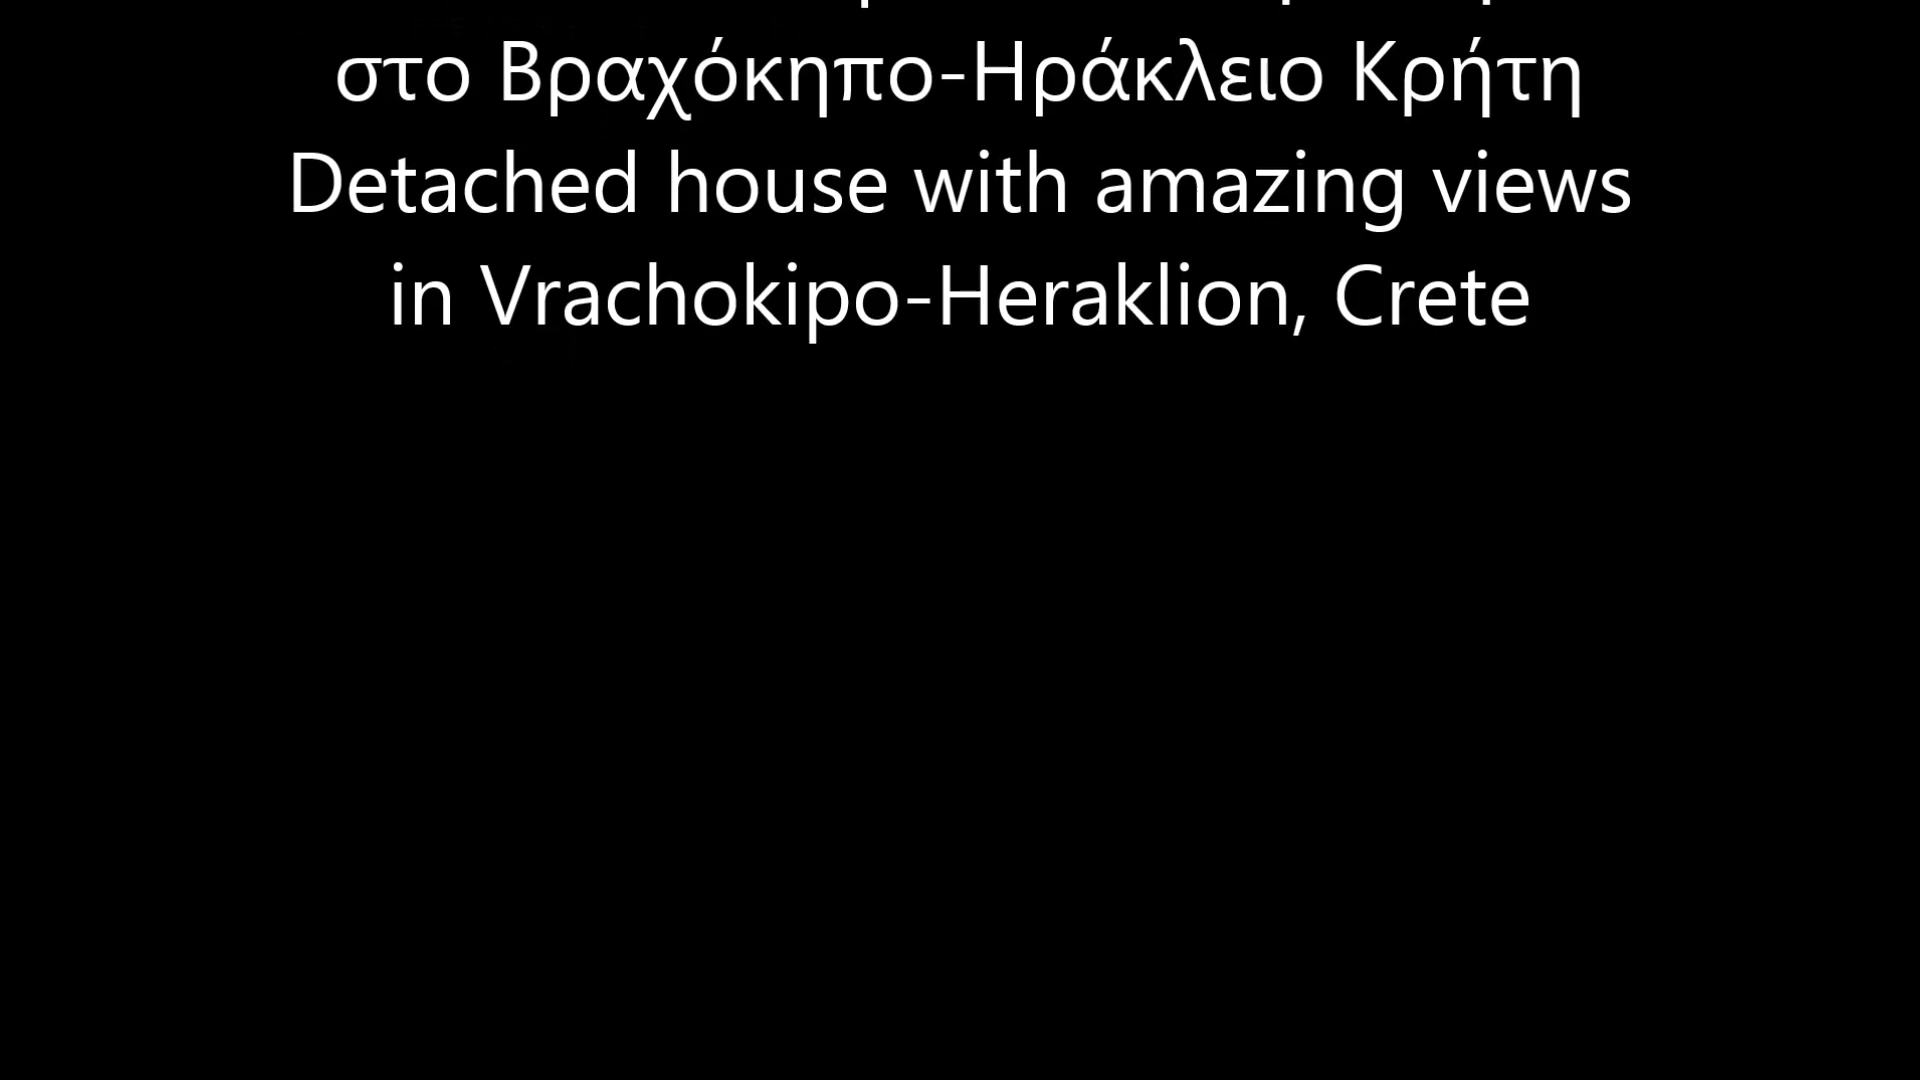 στο Βραχόκηπο-Ηράκλειο Κρήτη
Detached house with amazing views
in Vrachokipo-Heraklion, Crete